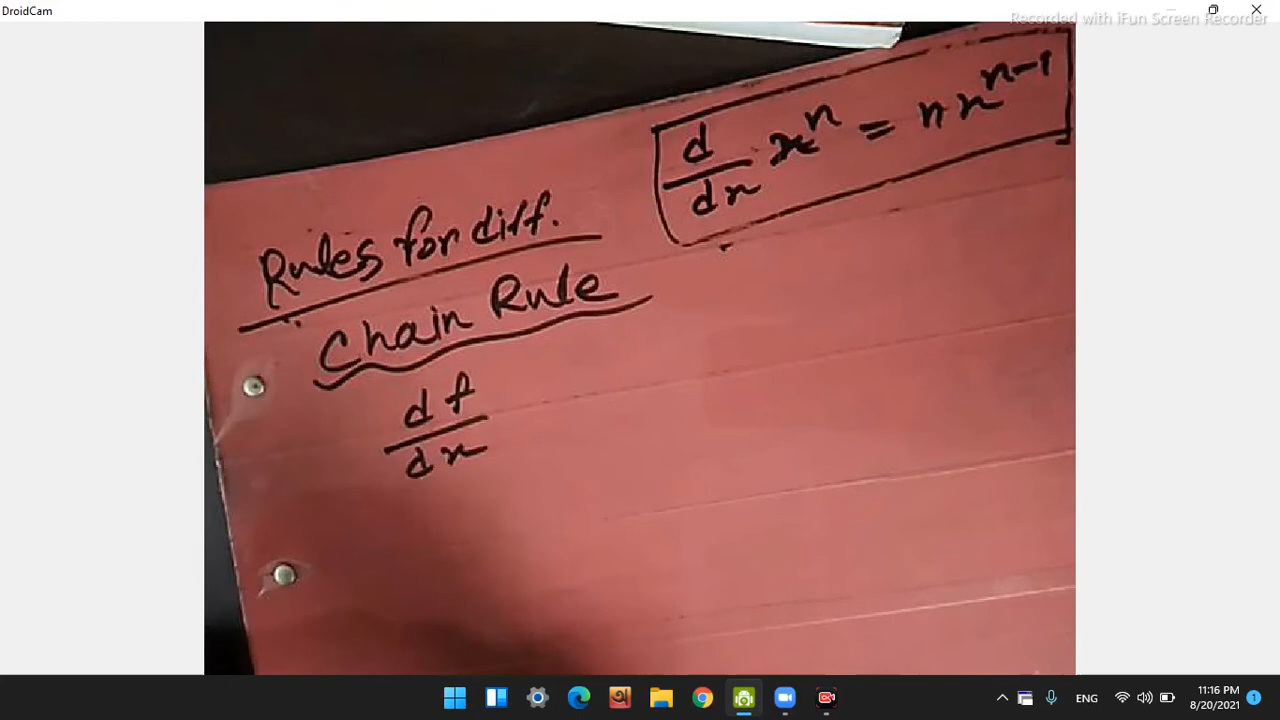 DroidCam
Recorded with iFun Screen Recorder
d/dx x^n = n x^(n-1)
Rules for diff.
Chain Rule
df/dx
ENG
11:16 PM
8/20/2021
1